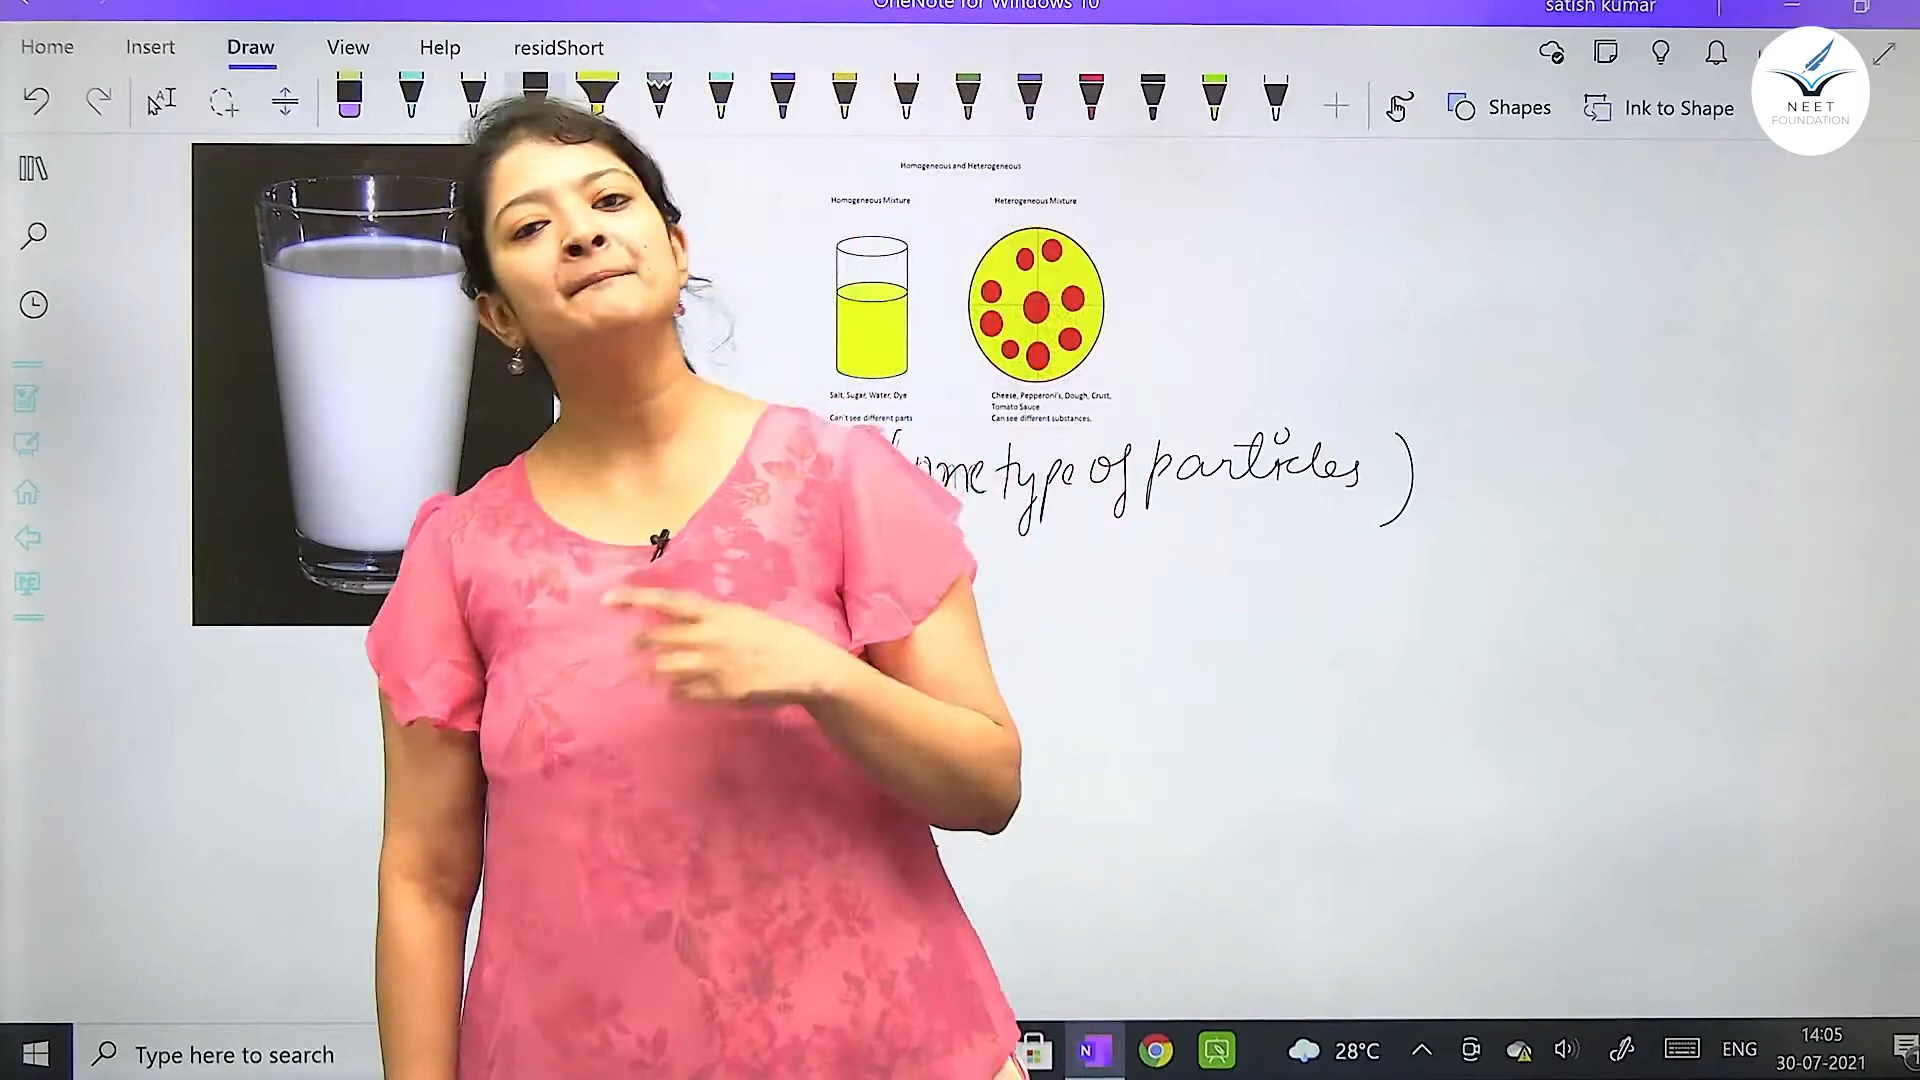 OneNote for Windows 10
satish kumar
Home Insert Draw View Help residShort
Shapes
Ink to Shape
NEET
FOUNDATION
Homogeneous and Heterogeneous
Homogeneous Mixture
Heterogeneous Mixture
Salt, Sugar, Water, Dye
Can't see different parts
Cheese, Pepperoni's, Dough, Crust,
Tomato Sauce
Can see different substances.
type of particles )
Type here to search
28°C
ENG
14:05
30-07-2021